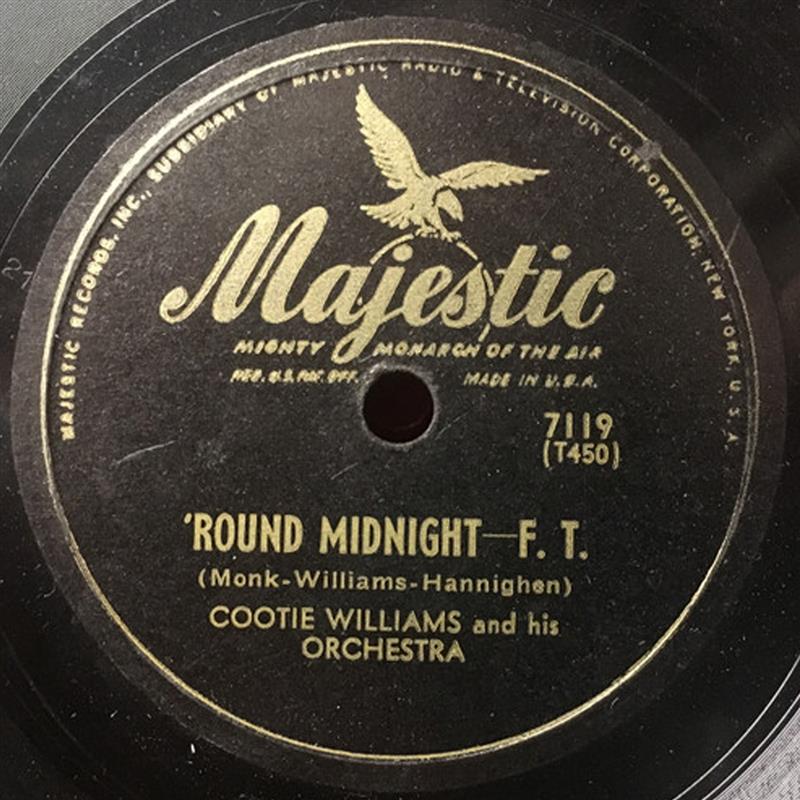 MAJESTIC RECORDS, INC., SUBSIDIARY OF MAJESTIC RADIO & TELEVISION CORPORATION, NEW YORK, U. S. A.
Majestic
MIGHTY MONARCH OF THE AIR
REG. U.S. PAT. OFF. MADE IN U.S.A.
7119
(T450)
'ROUND MIDNIGHT—F. T.
(Monk-Williams-Hannighen)
COOTIE WILLIAMS and his
ORCHESTRA